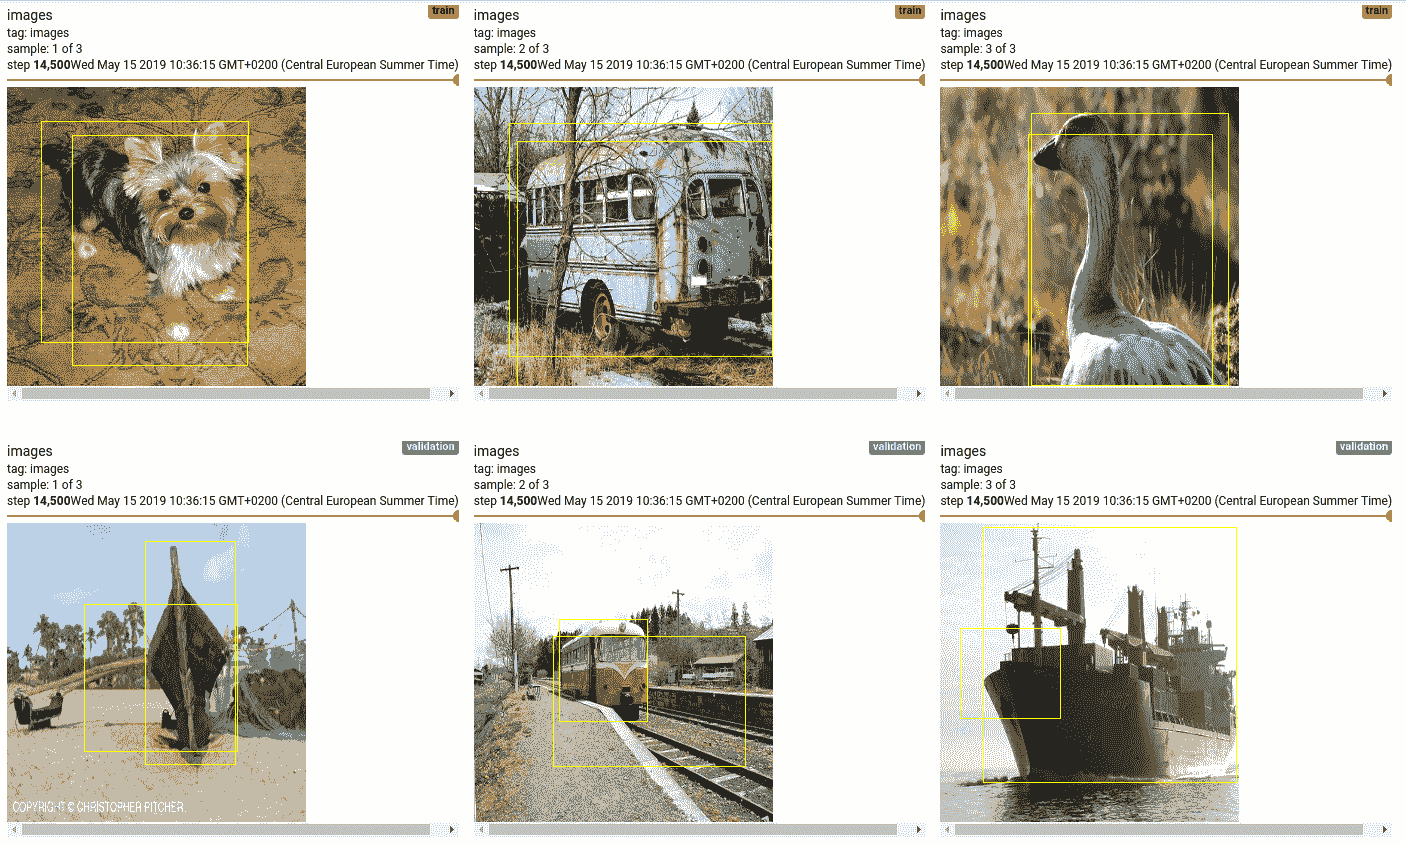 images
train
tag: images
sample: 1 of 3
step 14,500Wed May 15 2019 10:36:15 GMT+0200 (Central European Summer Time)
images
train
tag: images
sample: 2 of 3
step 14,500Wed May 15 2019 10:36:15 GMT+0200 (Central European Summer Time)
images
train
tag: images
sample: 3 of 3
step 14,500Wed May 15 2019 10:36:15 GMT+0200 (Central European Summer Time)
images
validation
tag: images
sample: 1 of 3
step 14,500Wed May 15 2019 10:36:15 GMT+0200 (Central European Summer Time)
COPYRIGHT © CHRISTOPHER PITCHER
images
validation
tag: images
sample: 2 of 3
step 14,500Wed May 15 2019 10:36:15 GMT+0200 (Central European Summer Time)
images
validation
tag: images
sample: 3 of 3
step 14,500Wed May 15 2019 10:36:15 GMT+0200 (Central European Summer Time)